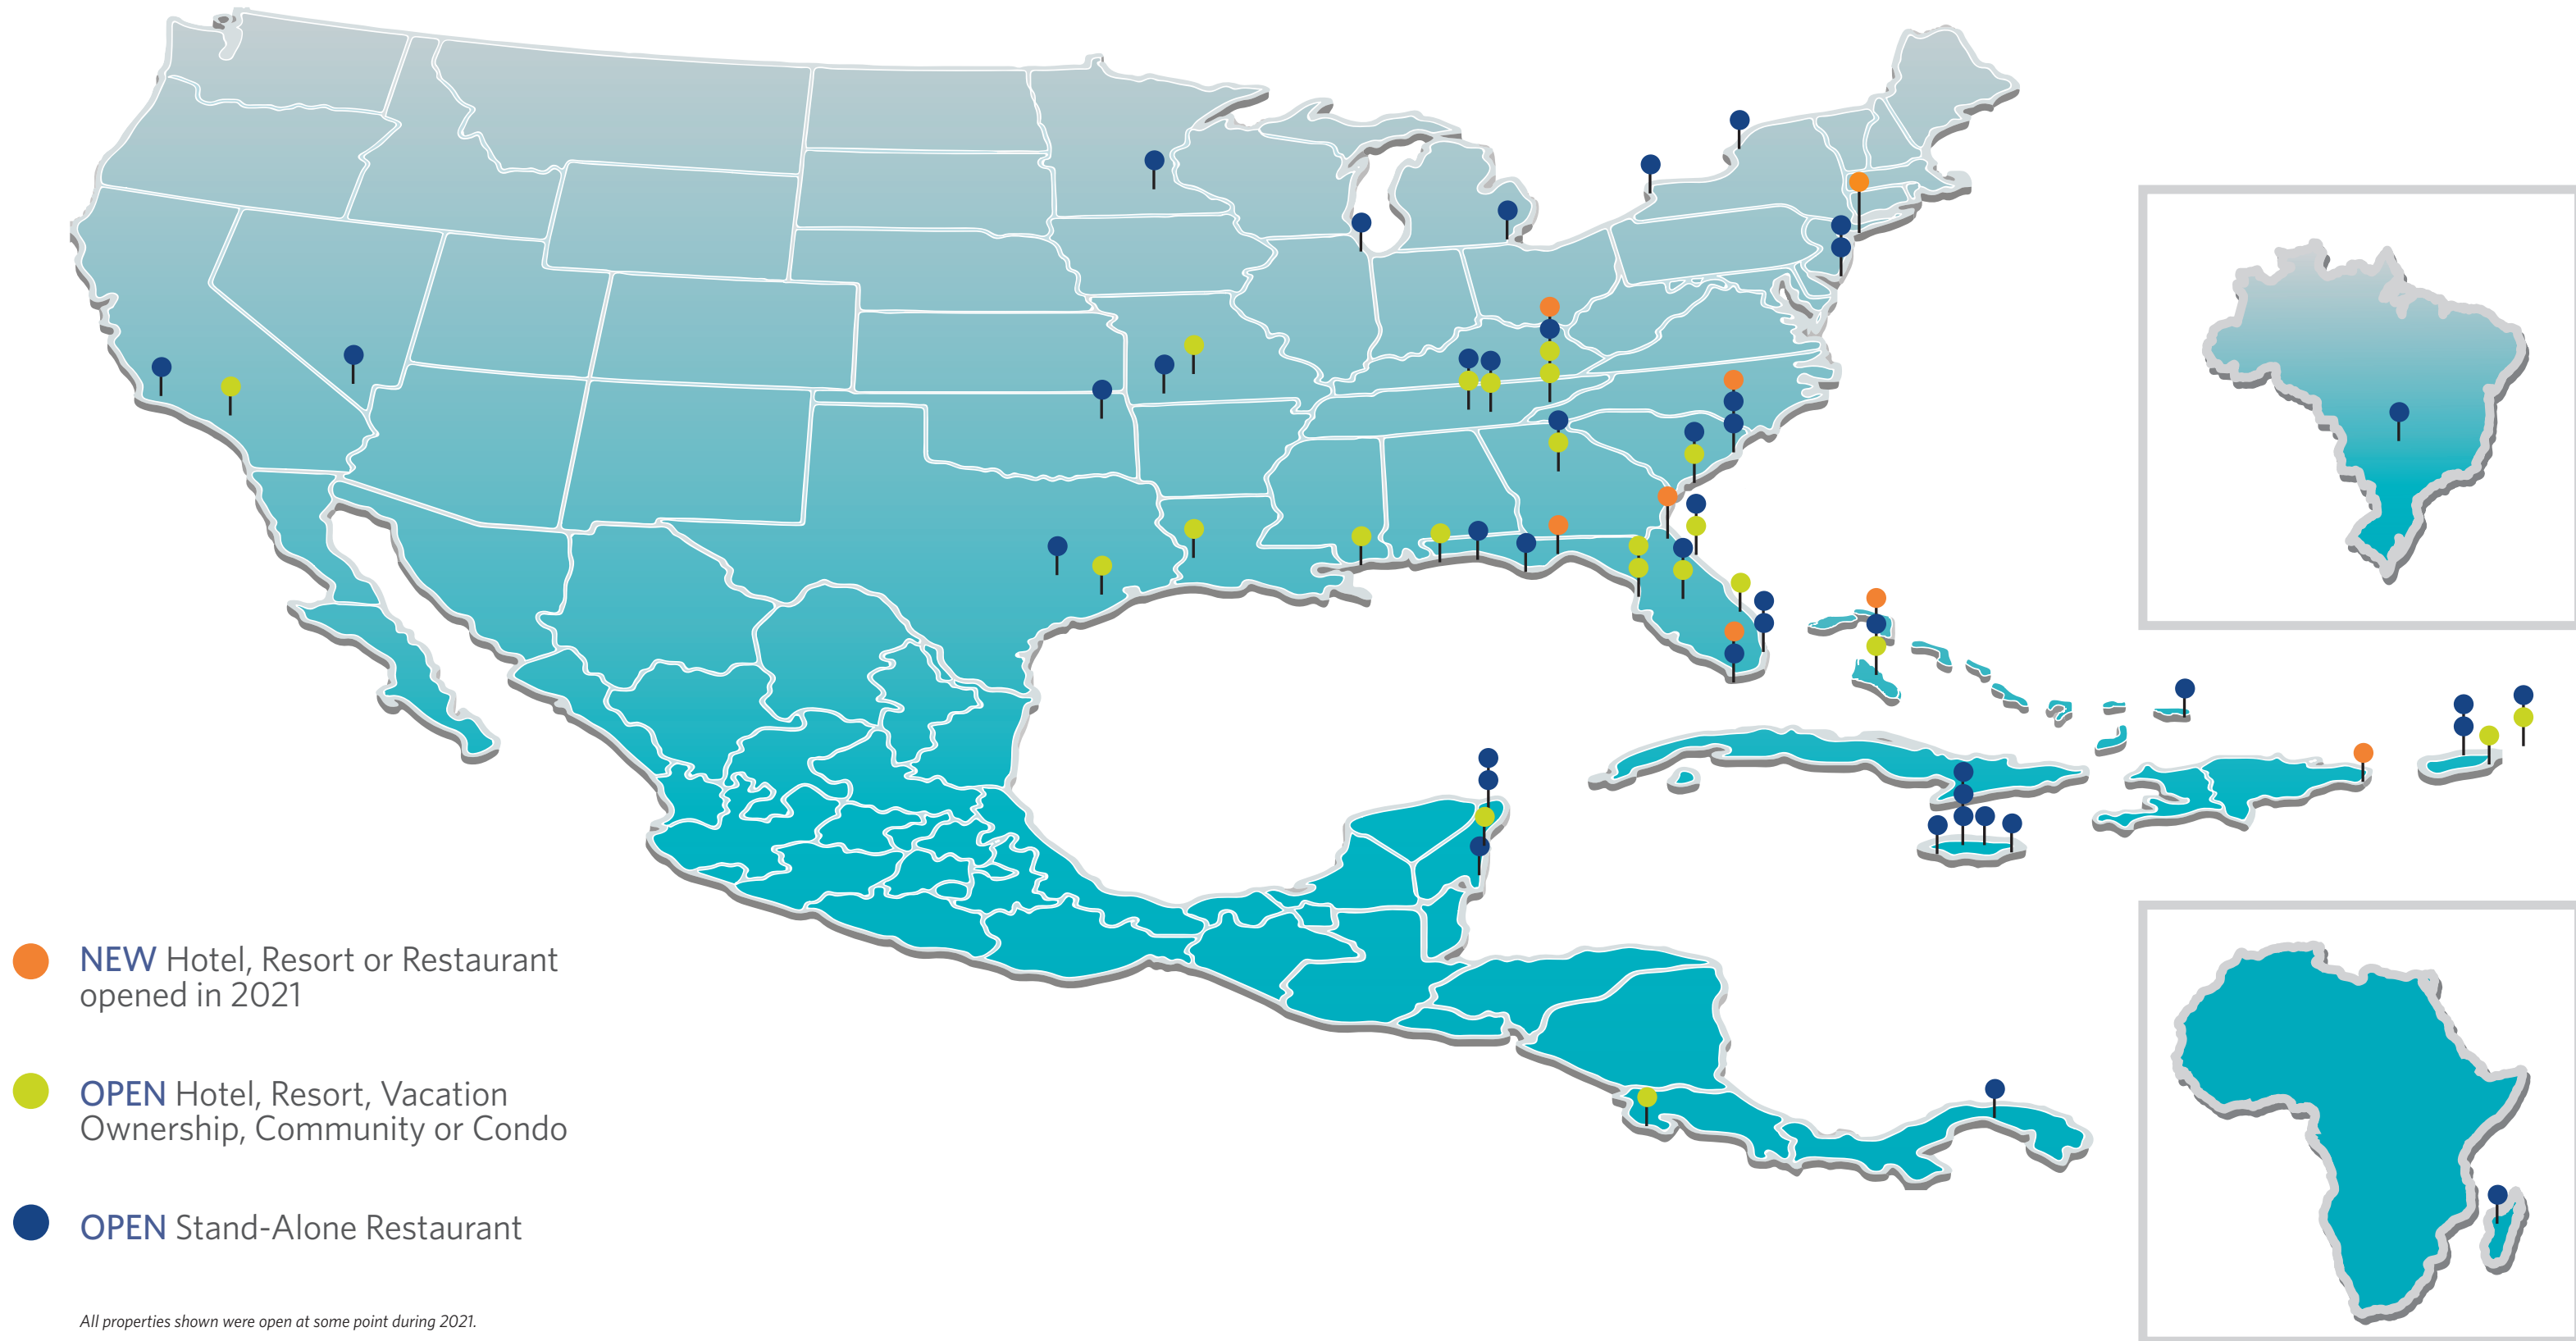 NEW Hotel, Resort or Restaurant
opened in 2021
OPEN Hotel, Resort, Vacation
Ownership, Community or Condo
OPEN Stand-Alone Restaurant
All properties shown were open at some point during 2021.